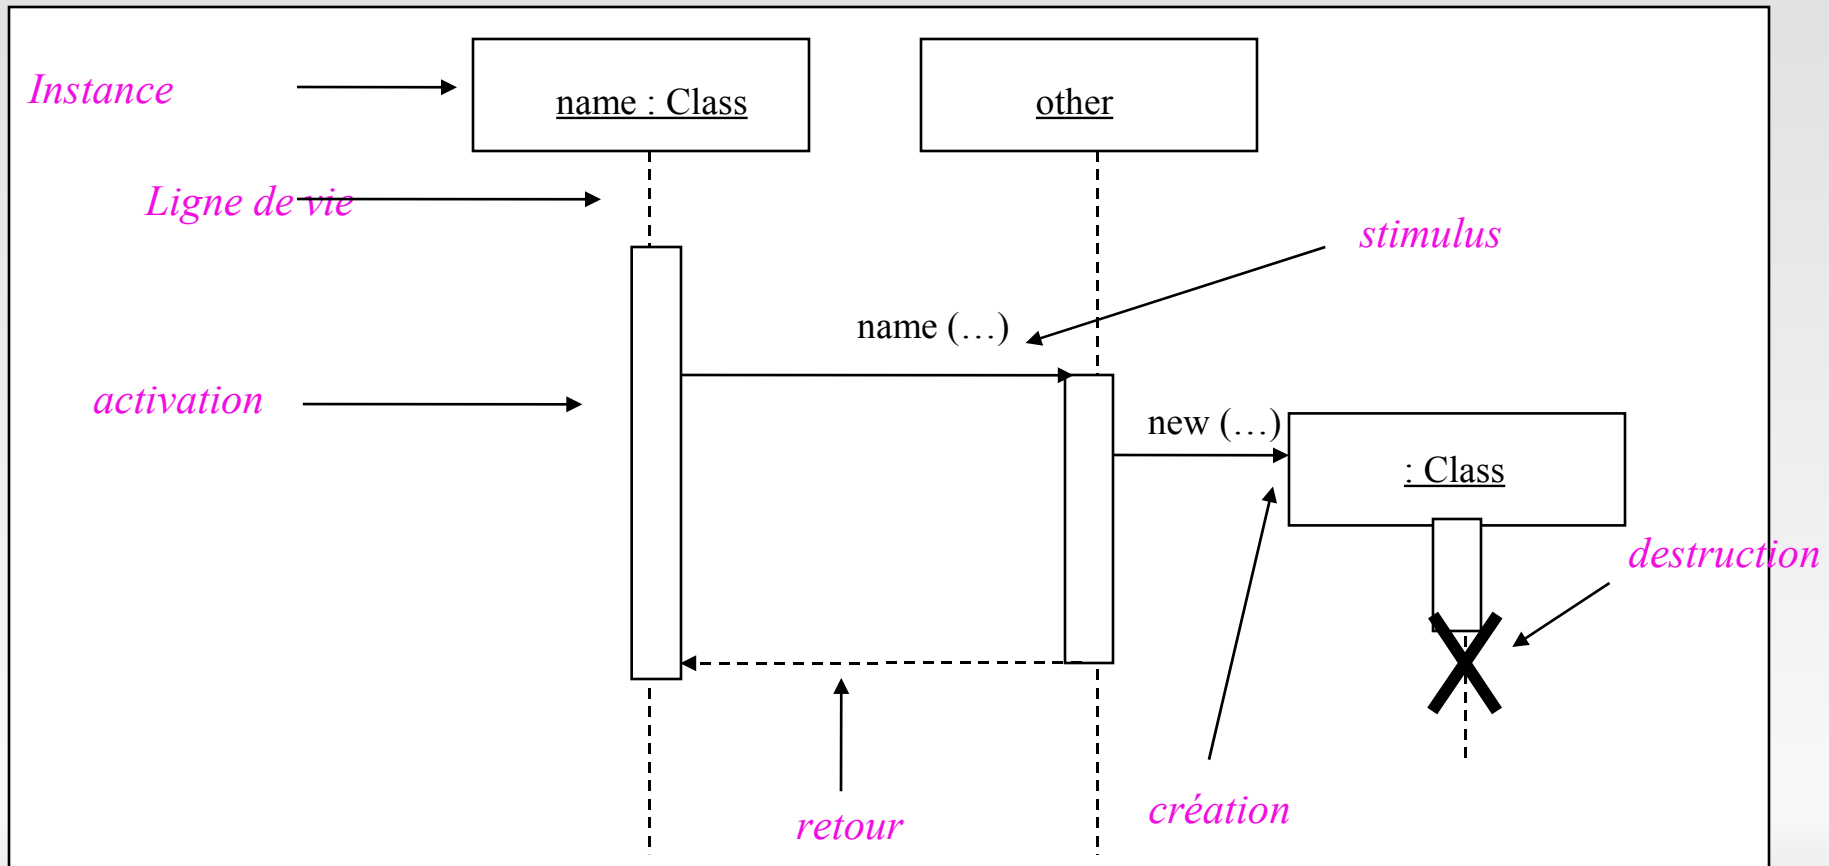 Instance
name : Class
other
Ligne de vie
stimulus
name (…)
activation
new (…)
: Class
destruction
création
retour